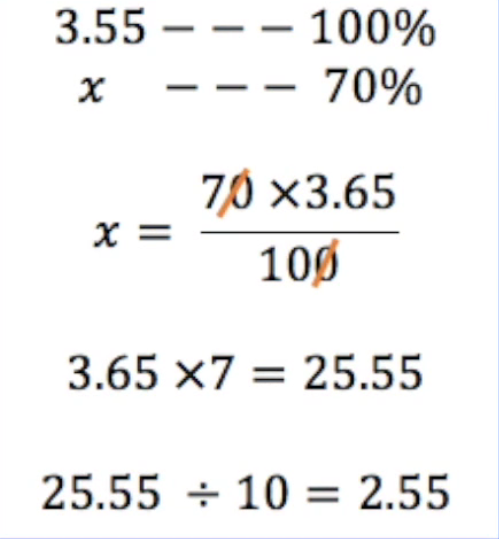 3.55 − − − 100%
x − − − 70%
x = 70 ×3.65 / 100
3.65 ×7 = 25.55
25.55 ÷ 10 = 2.55